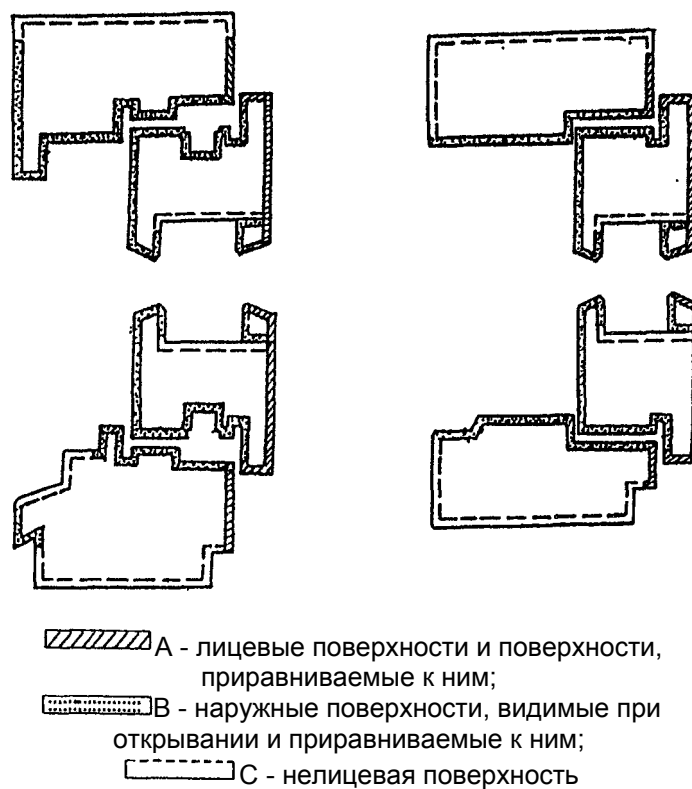 А - лицевые поверхности и поверхности,
приравниваемые к ним;
В - наружные поверхности, видимые при
открывании и приравниваемые к ним;
С - нелицевая поверхность